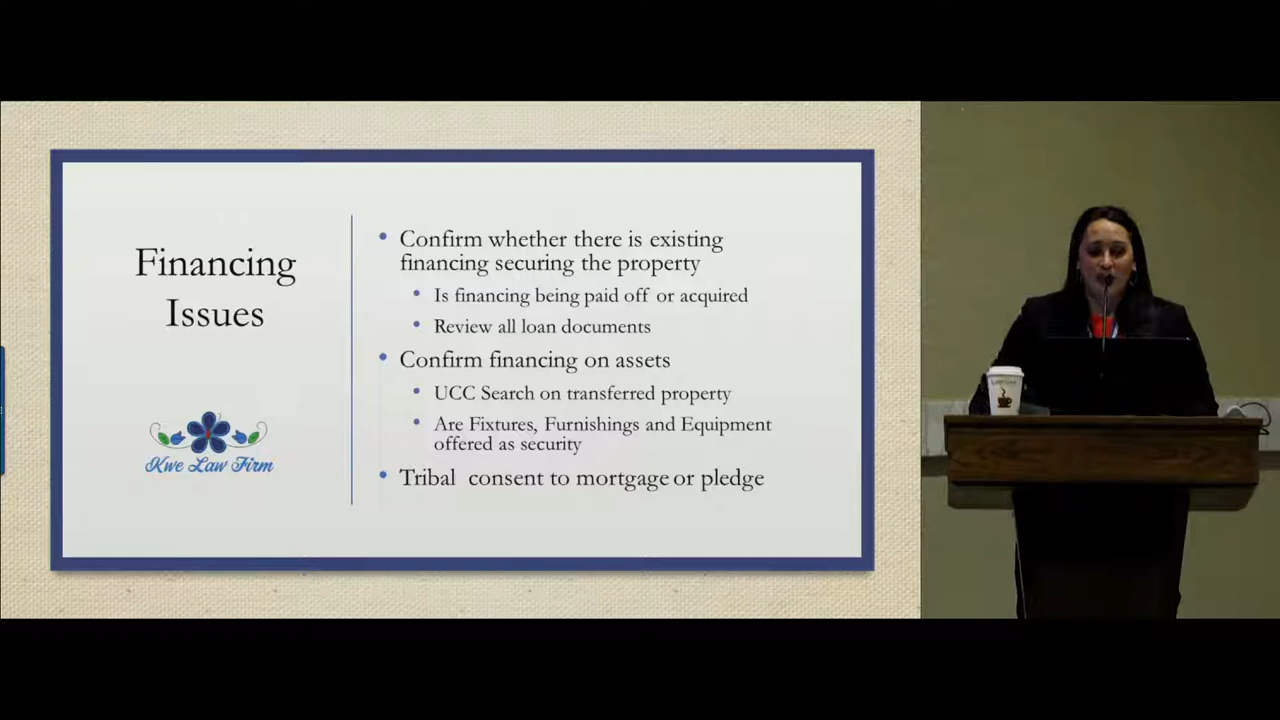 Financing
Issues
Kwe Law Firm
• Confirm whether there is existing
financing securing the property
• Is financing being paid off or acquired
• Review all loan documents
• Confirm financing on assets
• UCC Search on transferred property
• Are Fixtures, Furnishings and Equipment
offered as security
• Tribal consent to mortgage or pledge